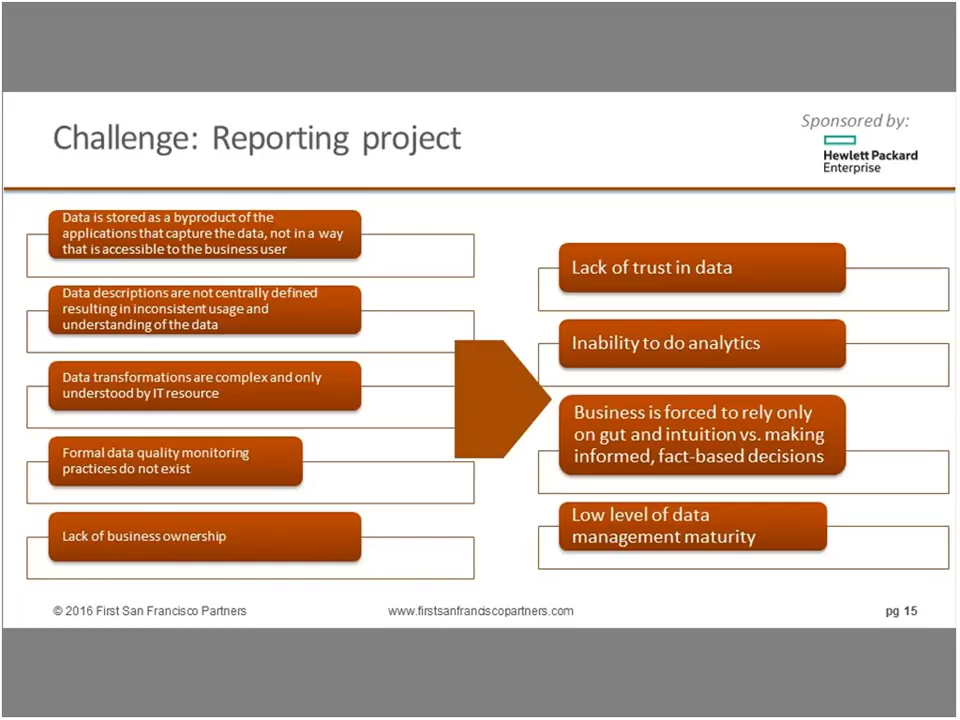 Challenge: Reporting project
Sponsored by:
Hewlett Packard
Enterprise
Data is stored as a byproduct of the
applications that capture the data, not in a way
that is accessible to the business user
Data descriptions are not centrally defined
resulting in inconsistent usage and
understanding of the data
Data transformations are complex and only
understood by IT resource
Formal data quality monitoring
practices do not exist
Lack of business ownership
Lack of trust in data
Inability to do analytics
Business is forced to rely only
on gut and intuition vs. making
informed, fact-based decisions
Low level of data
management maturity
© 2016 First San Francisco Partners
www.firstsanfranciscopartners.com
pg 15